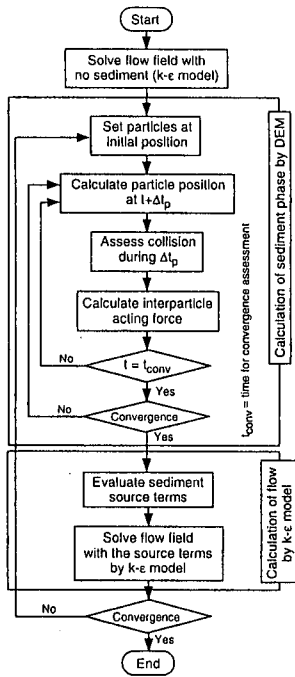 Start
Solve flow field with
no sediment (k-ε model)
Set particles at
initial position
Calculate particle position
at t+Δtp
Assess collision
during Δtp
Calculate interparticle
acting force
No
t = tconv
Yes
No
Convergence
Yes
Calculation of sediment phase by DEM
tconv = time for convergence assessment
Evaluate sediment
source terms
Solve flow field
with the source terms
by k-ε model
Calculation of flow
by k-ε model
No
Convergence
Yes
End